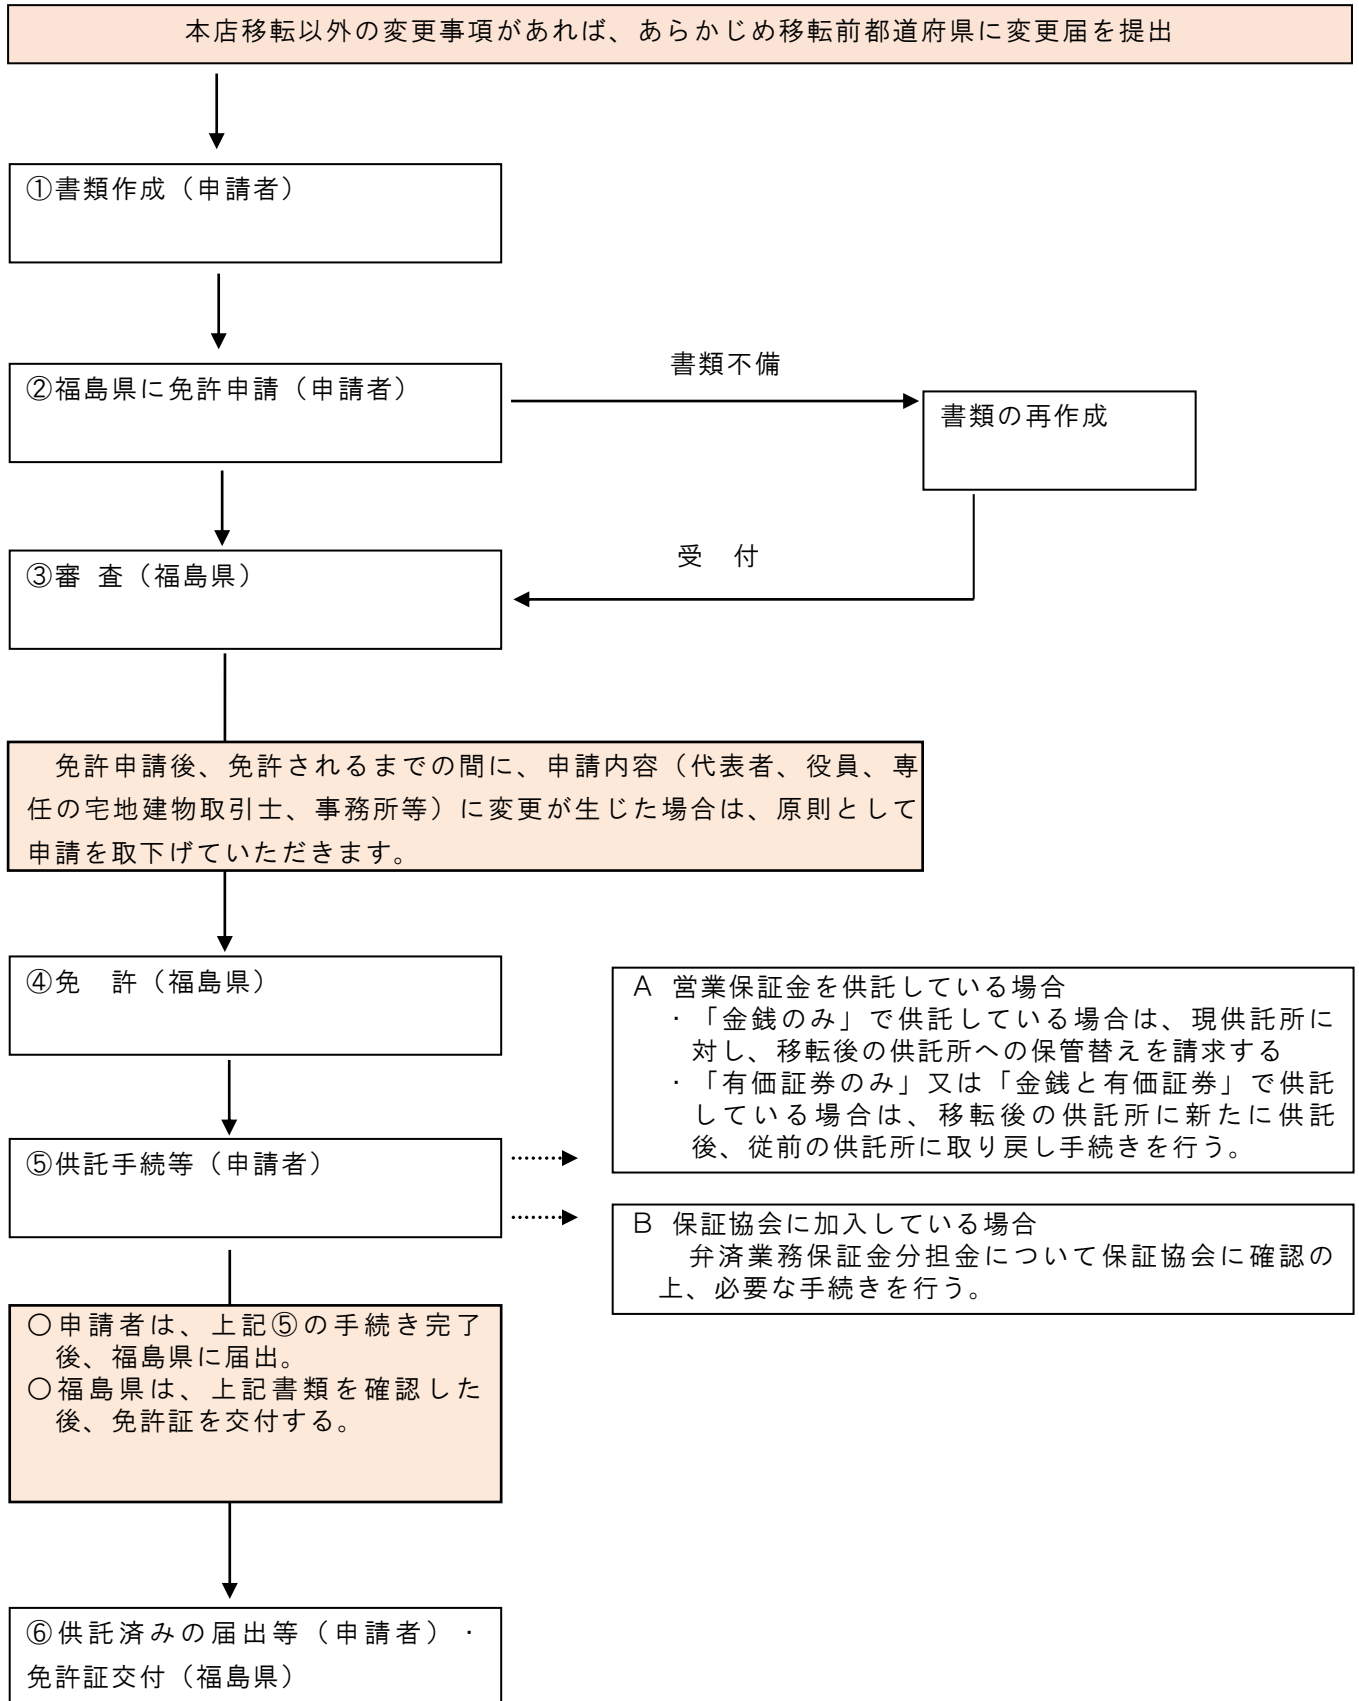 本店移転以外の変更事項があれば、あらかじめ移転前都道府県に変更届を提出
①書類作成（申請者）
②福島県に免許申請（申請者）
書類不備
書類の再作成
③審 査（福島県）
受　付
免許申請後、免許されるまでの間に、申請内容（代表者、役員、専
任の宅地建物取引士、事務所等）に変更が生じた場合は、原則として
申請を取下げていただきます。
④免　許（福島県）
A 営業保証金を供託している場合
・「金銭のみ」で供託している場合は、現供託所に
対し、移転後の供託所への保管替えを請求する
・「有価証券のみ」又は「金銭と有価証券」で供託
している場合は、移転後の供託所に新たに供託
後、従前の供託所に取り戻し手続きを行う。
⑤供託手続等（申請者）
B 保証協会に加入している場合
弁済業務保証金分担金について保証協会に確認の
上、必要な手続きを行う。
〇申請者は、上記⑤の手続き完了
後、福島県に届出。
〇福島県は、上記書類を確認した
後、免許証を交付する。
⑥供託済みの届出等（申請者）・
免許証交付（福島県）